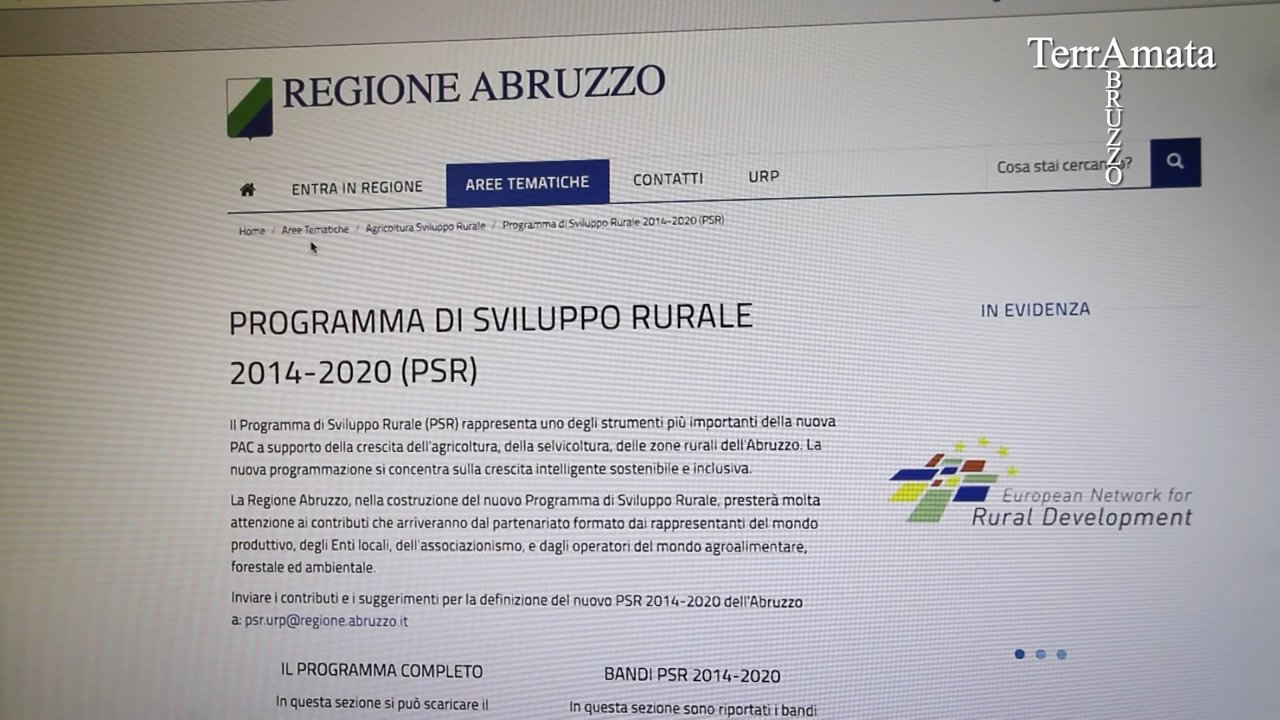 TerrAmata
BRUZZO
REGIONE ABRUZZO
ENTRA IN REGIONE
AREE TEMATICHE
CONTATTI
URP
Cosa stai cercando?
Home / Aree Tematiche / Agricoltura Sviluppo Rurale / Programma di Sviluppo Rurale 2014-2020 (PSR)
PROGRAMMA DI SVILUPPO RURALE
2014-2020 (PSR)
Il Programma di Sviluppo Rurale (PSR) rappresenta uno degli strumenti più importanti della nuova
PAC a supporto della crescita dell'agricoltura, della selvicoltura, delle zone rurali dell'Abruzzo. La
nuova programmazione si concentra sulla crescita intelligente sostenibile e inclusiva.
La Regione Abruzzo, nella costruzione del nuovo Programma di Sviluppo Rurale, presterà molta
attenzione ai contributi che arriveranno dal partenariato formato dai rappresentanti del mondo
produttivo, degli Enti locali, dell'associazionismo, e dagli operatori del mondo agroalimentare,
forestale ed ambientale.
Inviare i contributi e i suggerimenti per la definizione del nuovo PSR 2014-2020 dell'Abruzzo
a: psr.urp@regione.abruzzo.it
IL PROGRAMMA COMPLETO
In questa sezione si può scaricare il
BANDI PSR 2014-2020
In questa sezione sono riportati i bandi
IN EVIDENZA
European Network for
Rural Development